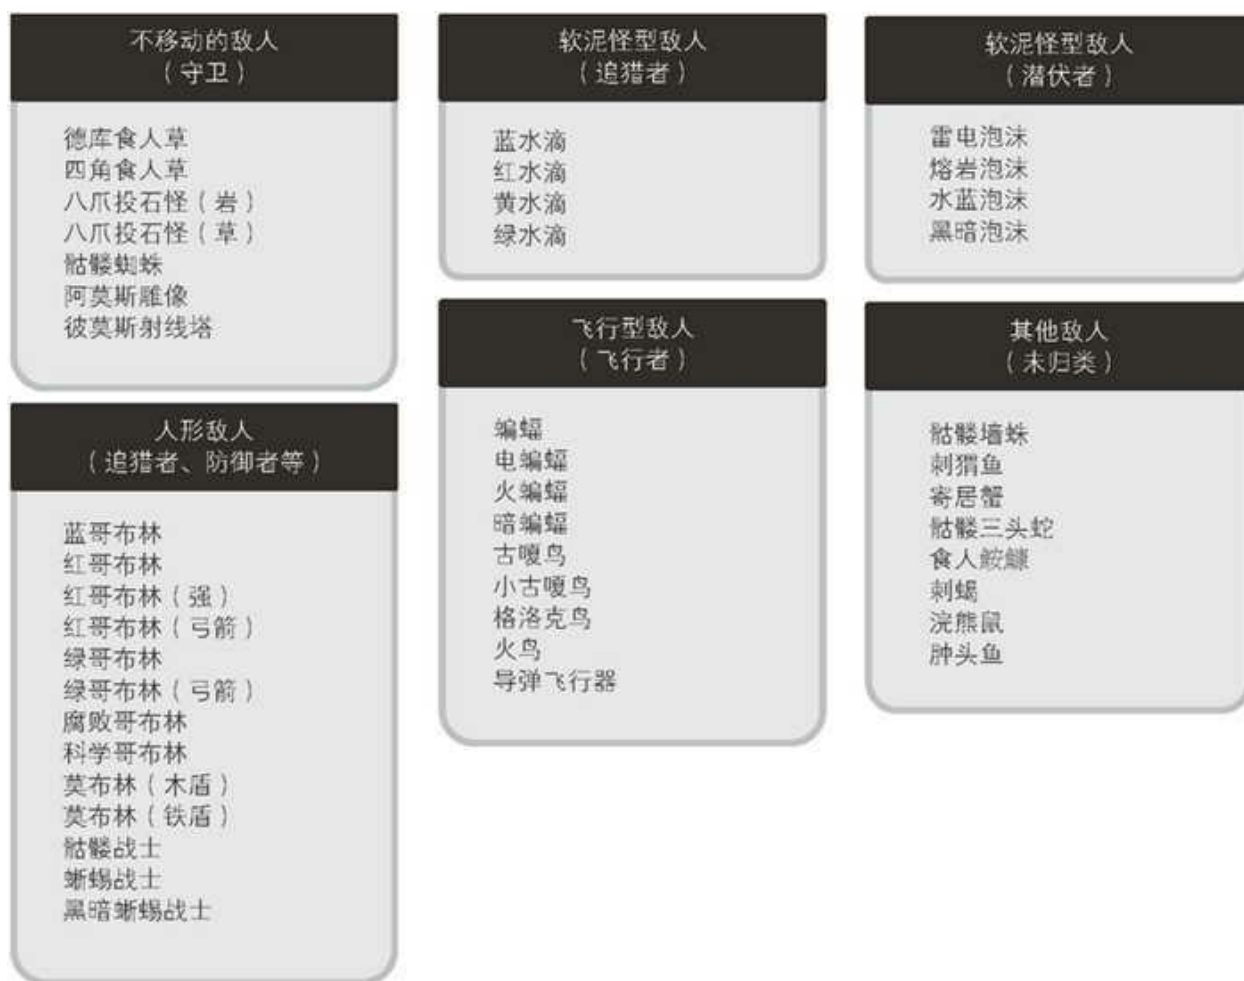 不移动的敌人
（守卫）
德库食人草
四角食人草
八爪投石怪（岩）
八爪投石怪（草）
骷髅蜘蛛
阿莫斯雕像
彼莫斯射线塔
人形敌人
（追猎者、防御者等）
蓝哥布林
红哥布林
红哥布林（强）
红哥布林（弓箭）
绿哥布林
绿哥布林（弓箭）
腐败哥布林
科学哥布林
莫布林（木盾）
莫布林（铁盾）
骷髅战士
蜥蜴战士
黑暗蜥蜴战士
软泥怪型敌人
（追猎者）
蓝水滴
红水滴
黄水滴
绿水滴
飞行型敌人
（飞行者）
蝙蝠
电蝙蝠
火蝙蝠
暗蝙蝠
古嗄鸟
小古嗄鸟
格洛克鸟
火鸟
导弹飞行器
软泥怪型敌人
（潜伏者）
雷电泡沫
熔岩泡沫
水蓝泡沫
黑暗泡沫
其他敌人
（未归类）
骷髅墙蛛
刺猬鱼
寄居蟹
骷髅三头蛇
食人鮟鱇
刺蝎
浣熊鼠
肿头鱼